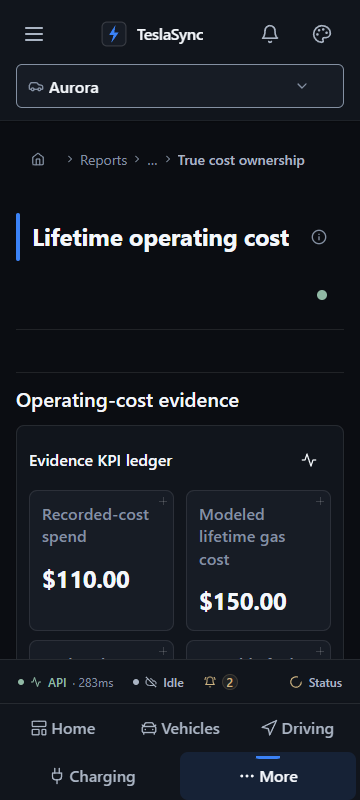 TeslaSync
Aurora
Reports
...
True cost ownership
Lifetime operating cost
Operating-cost evidence
Evidence KPI ledger
Recorded-cost
spend
$110.00
Modeled
lifetime gas
cost
$150.00
API · 283ms
Idle
2
Status
Home
Vehicles
Driving
Charging
More